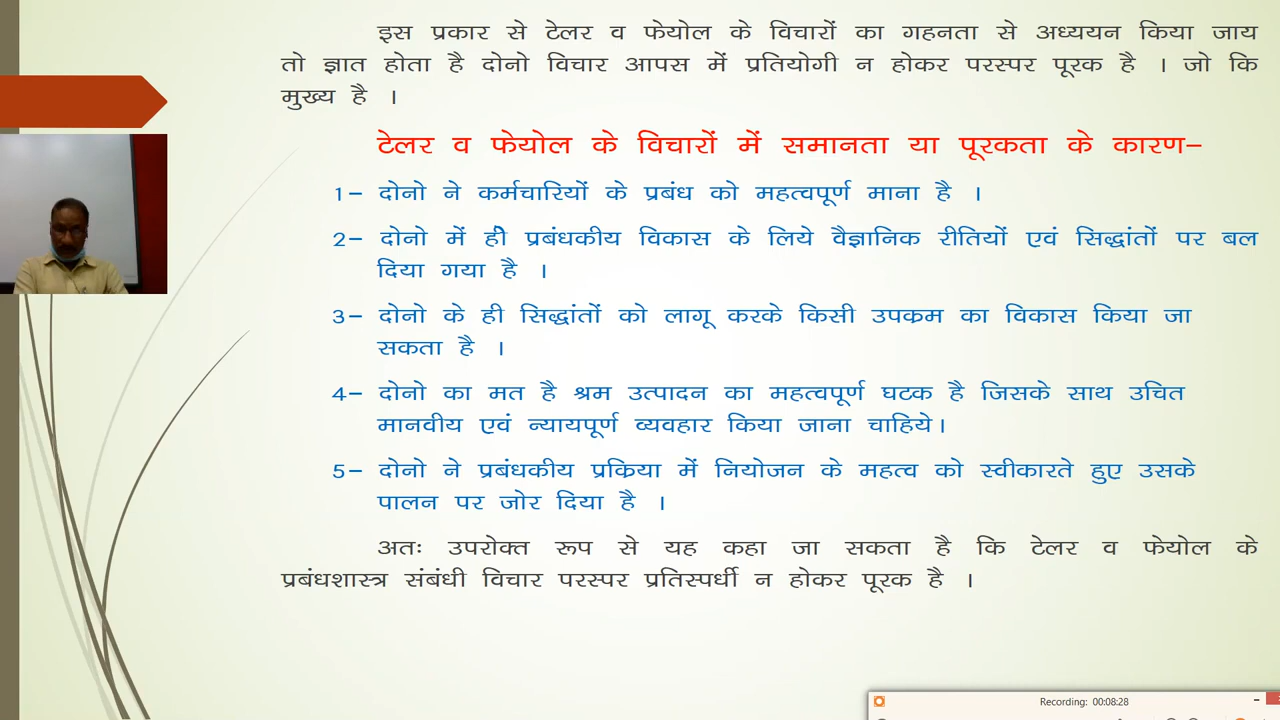 इस प्रकार से टेलर व फेयोल के विचारों का गहनता से अध्ययन किया जाय
तो ज्ञात होता है दोनो विचार आपस में प्रतियोगी न होकर परस्पर पूरक है । जो कि
मुख्य है ।
टेलर व फेयोल के विचारों में समानता या पूरकता के कारण–
1– दोनो ने कर्मचारियों के प्रबंध को महत्वपूर्ण माना है ।
2– दोनो में ही प्रबंधकीय विकास के लिये वैज्ञानिक रीतियों एवं सिद्धांतों पर बल
दिया गया है ।
3– दोनो के ही सिद्धांतों को लागू करके किसी उपक्रम का विकास किया जा
सकता है ।
4– दोनो का मत है श्रम उत्पादन का महत्वपूर्ण घटक है जिसके साथ उचित
मानवीय एवं न्यायपूर्ण व्यवहार किया जाना चाहिये।
5– दोनो ने प्रबंधकीय प्रक्रिया में नियोजन के महत्व को स्वीकारते हुए उसके
पालन पर जोर दिया है ।
अतः उपरोक्त रूप से यह कहा जा सकता है कि टेलर व फेयोल के
प्रबंधशास्त्र संबंधी विचार परस्पर प्रतिस्पर्धी न होकर पूरक है ।
Recording: 00:08:28